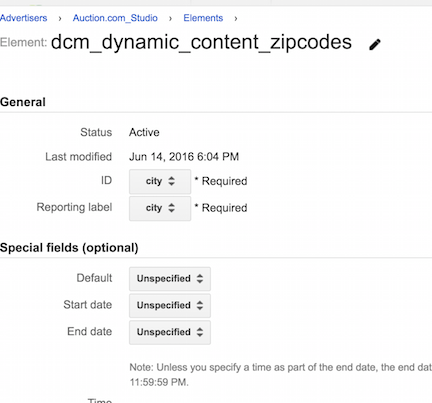 Advertisers › Auction.com_Studio › Elements ›
Element: dcm_dynamic_content_zipcodes
General
Status Active
Last modified Jun 14, 2016 6:04 PM
ID city * Required
Reporting label city * Required
Special fields (optional)
Default Unspecified
Start date Unspecified
End date Unspecified
Note: Unless you specify a time as part of the end date, the end dat
11:59:59 PM.
Time